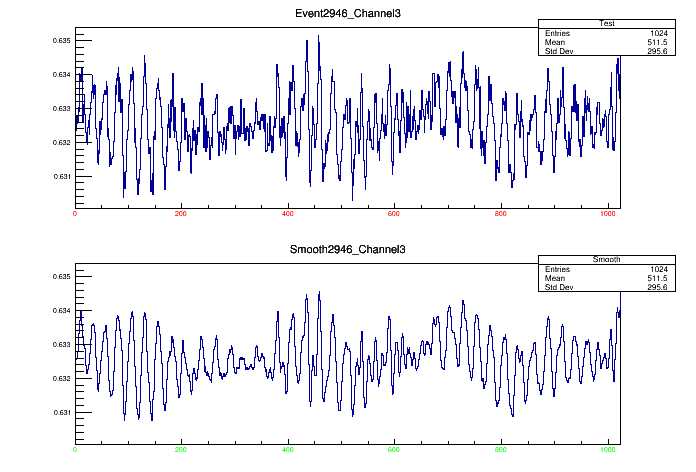 Event2946_Channel3
Test
Entries 1024
Mean 511.5
Std Dev 295.6
0.635
0.634
0.633
0.632
0.631
0 200 400 600 800 1000
Smooth2946_Channel3
Smooth
Entries 1024
Mean 511.5
Std Dev 295.6
0.635
0.634
0.633
0.632
0.631
0 200 400 600 800 1000